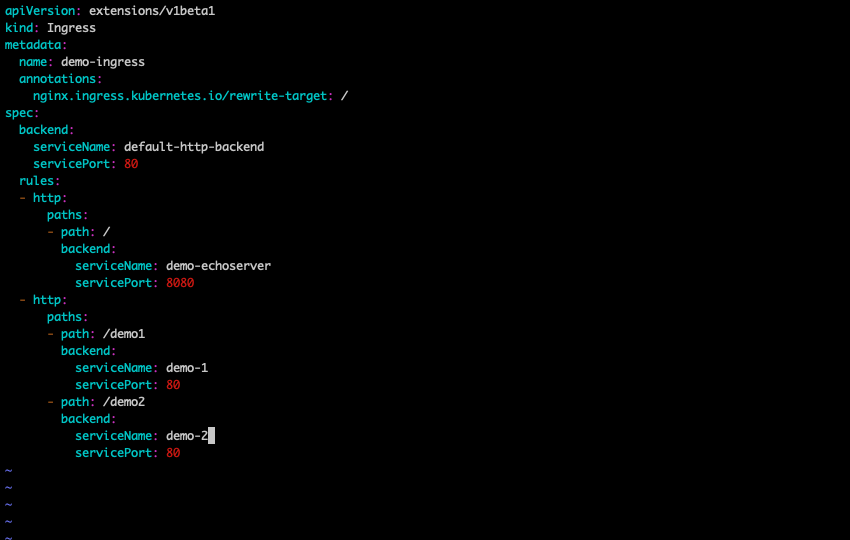 apiVersion: extensions/v1beta1
kind: Ingress
metadata:
  name: demo-ingress
  annotations:
    nginx.ingress.kubernetes.io/rewrite-target: /
spec:
  backend:
    serviceName: default-http-backend
    servicePort: 80
  rules:
  - http:
      paths:
      - path: /
        backend:
          serviceName: demo-echoserver
          servicePort: 8080
  - http:
      paths:
      - path: /demo1
        backend:
          serviceName: demo-1
          servicePort: 80
      - path: /demo2
        backend:
          serviceName: demo-2
          servicePort: 80
~
~
~
~
~